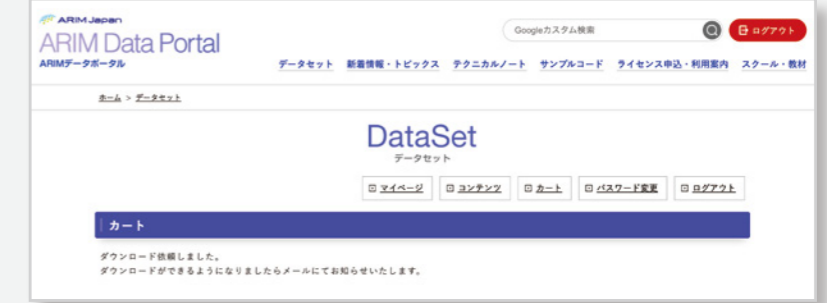 ARIM Japan
ARIM Data Portal
ARIMデータポータル
Googleカスタム検索
ログアウト
データセット 新着情報・トピックス テクニカルノート サンプルコード ライセンス申込・利用案内 スクール・教材
ホーム > データセット
DataSet
データセット
マイページ コンテンツ カート パスワード変更 ログアウト
カート
ダウンロード依頼しました。
ダウンロードができるようになりましたらメールにてお知らせいたします。